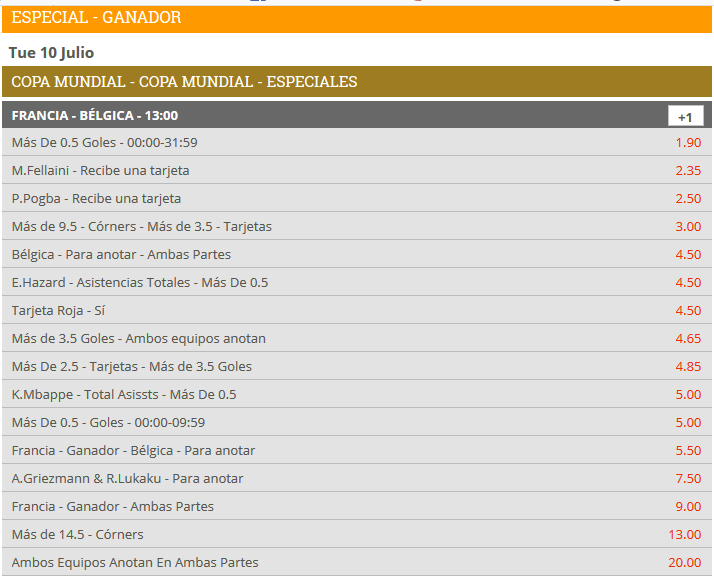 ESPECIAL - GANADOR
Tue 10 Julio
COPA MUNDIAL - COPA MUNDIAL - ESPECIALES
FRANCIA - BÉLGICA - 13:00 +1
Más De 0.5 Goles - 00:00-31:59 1.90
M.Fellaini - Recibe una tarjeta 2.35
P.Pogba - Recibe una tarjeta 2.50
Más de 9.5 - Córners - Más de 3.5 - Tarjetas 3.00
Bélgica - Para anotar - Ambas Partes 4.50
E.Hazard - Asistencias Totales - Más De 0.5 4.50
Tarjeta Roja - Sí 4.50
Más de 3.5 Goles - Ambos equipos anotan 4.65
Más De 2.5 - Tarjetas - Más de 3.5 Goles 4.85
K.Mbappe - Total Asissts - Más De 0.5 5.00
Más De 0.5 - Goles - 00:00-09:59 5.00
Francia - Ganador - Bélgica - Para anotar 5.50
A.Griezmann & R.Lukaku - Para anotar 7.50
Francia - Ganador - Ambas Partes 9.00
Más de 14.5 - Córners 13.00
Ambos Equipos Anotan En Ambas Partes 20.00